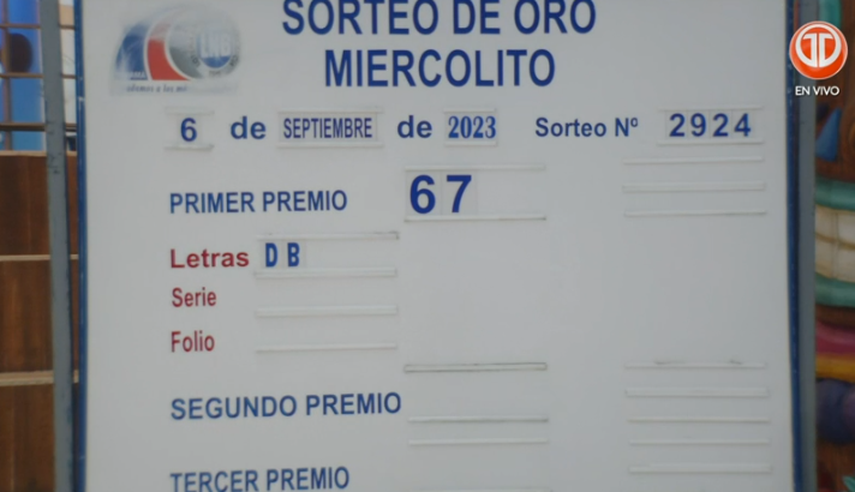 SORTEO DE ORO
MIERCOLITO
LNB
EN VIVO
6 de SEPTIEMBRE de 2023 Sorteo Nº 2924
PRIMER PREMIO 67
Letras D B
Serie
Folio
SEGUNDO PREMIO
TERCER PREMIO